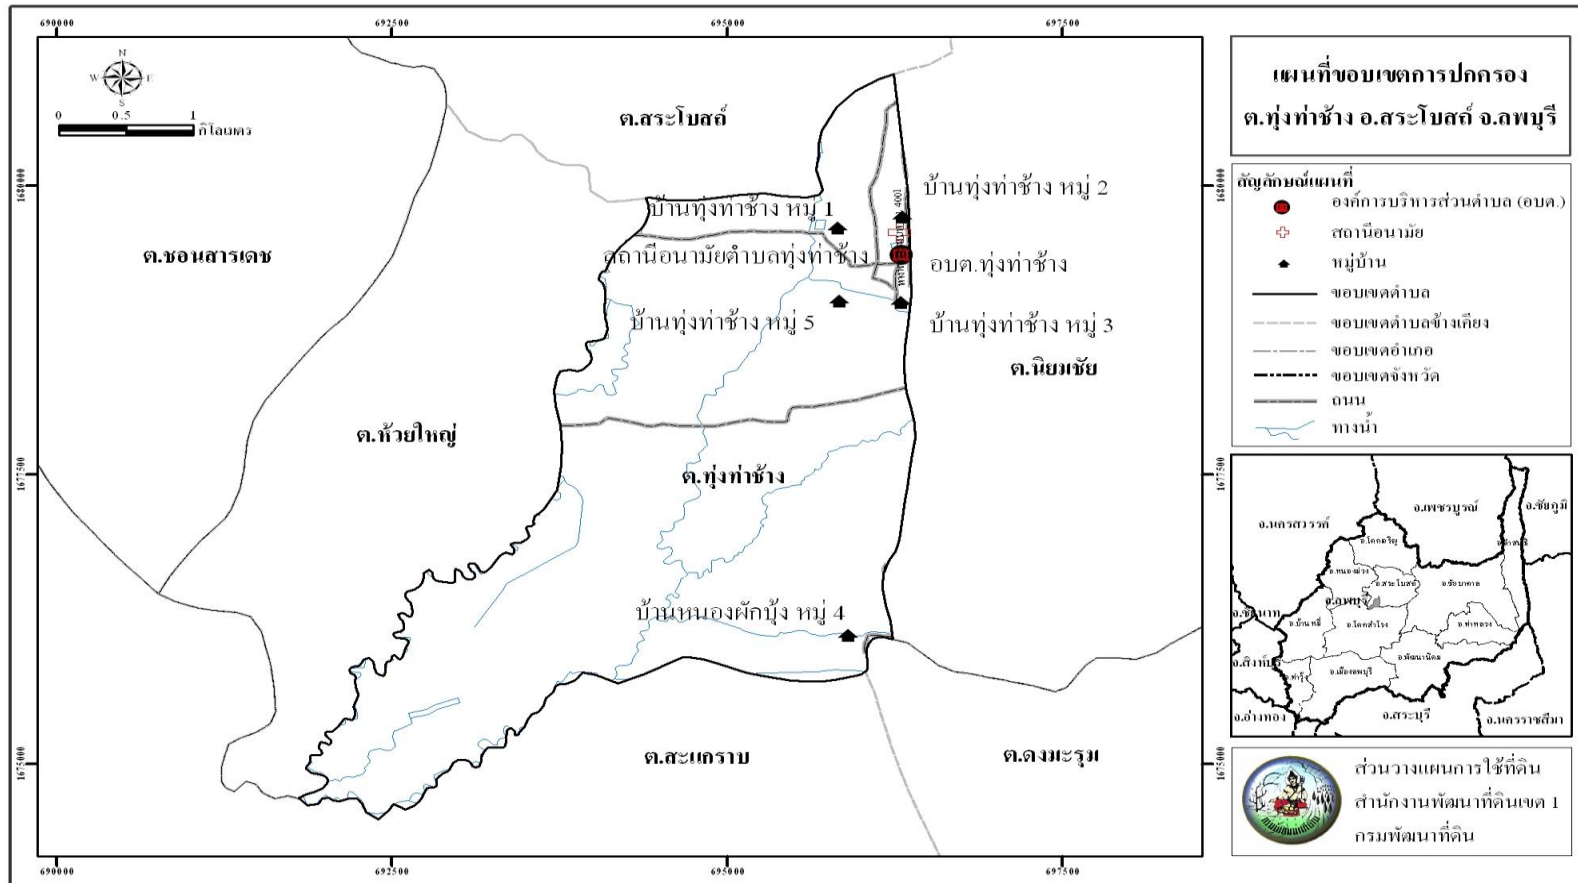 690000
692500
695000
697500
N
W E
S
0 0.5 1
กิโลเมตร
ต.สระโบสถ์
บ้านทุ่งท่าช้าง หมู่ 2
1680000
1680000
บ้านทุ่งท่าช้าง หมู่ 1
ต.ชอนสารเดช
สถานีอนามัยตำบลทุ่งท่าช้าง
อบต.ทุ่งท่าช้าง
4001
บ้านทุ่งท่าช้าง หมู่ 5
บ้านทุ่งท่าช้าง หมู่ 3
ต.นิยมชัย
ต.ห้วยใหญ่
ต.ทุ่งท่าช้าง
1677500
1677500
บ้านหนองผักบุ้ง หมู่ 4
ต.สะแกราบ
ต.ดงมะรุม
1675000
1675000
690000
692500
695000
697500
แผนที่ขอบเขตการปกครอง
ต.ทุ่งท่าช้าง อ.สระโบสถ์ จ.ลพบุรี
สัญลักษณ์แผนที่
องค์การบริหารส่วนตำบล (อบต.)
สถานีอนามัย
หมู่บ้าน
ขอบเขตตำบล
ขอบเขตตำบลข้างเคียง
ขอบเขตอำเภอ
ขอบเขตจังหวัด
ถนน
ทางน้ำ
จ.นครสวรรค์
จ.เพชรบูรณ์
จ.ชัยภูมิ
อ.โคกเจริญ
อ.ลำสนธิ
อ.หนองม่วง
อ.สระโบสถ์
อ.ชัยบาดาล
จ.ลพบุรี
จ.ชัยนาท
อ.บ้านหมี่
อ.โคกสำโรง
อ.ท่าหลวง
จ.สิงห์บุรี
อ.พัฒนานิคม
อ.ท่าวุ้ง
อ.เมืองลพบุรี
จ.อ่างทอง
จ.สระบุรี
จ.นครราชสีมา
ส่วนวางแผนการใช้ที่ดิน
สำนักงานพัฒนาที่ดินเขต 1
กรมพัฒนาที่ดิน